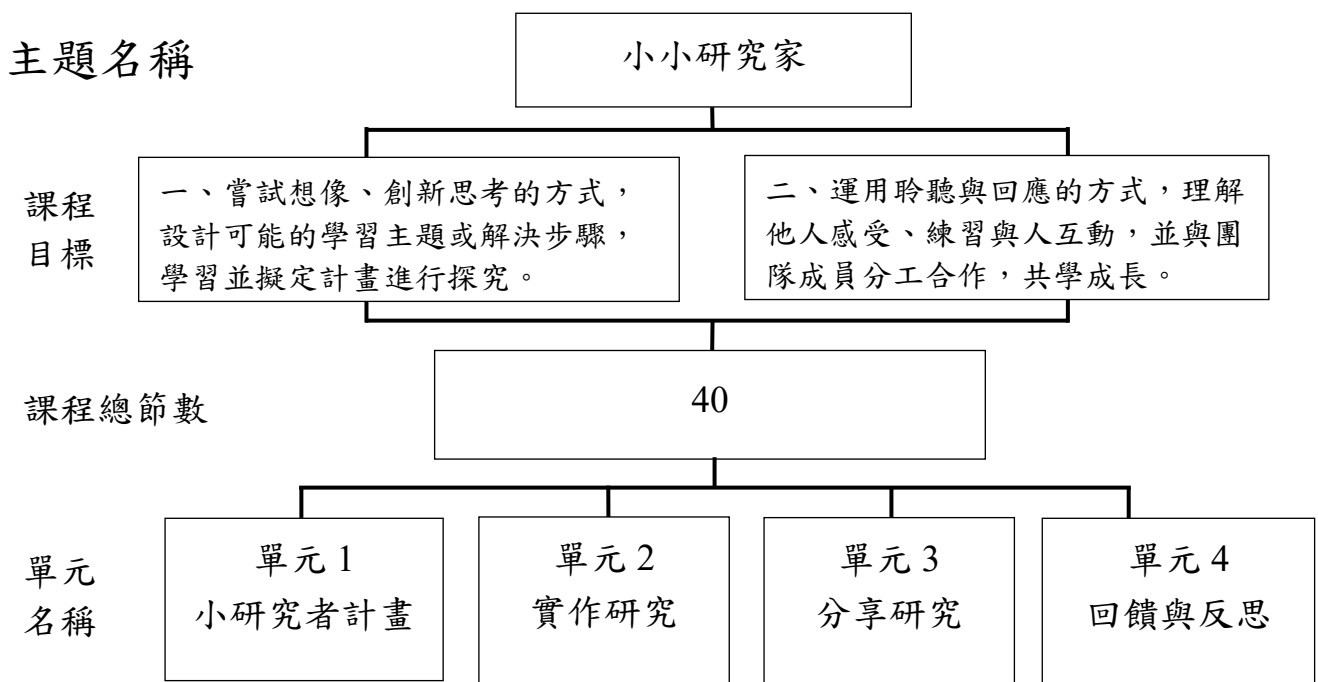 主題名稱
小小研究家
課程
目標
一、嘗試想像、創新思考的方式，
設計可能的學習主題或解決步驟，
學習並擬定計畫進行探究。
二、運用聆聽與回應的方式，理解
他人感受、練習與人互動，並與團
隊成員分工合作，共學成長。
課程總節數
40
單元
名稱
單元 1
小研究者計畫
單元 2
實作研究
單元 3
分享研究
單元 4
回饋與反思